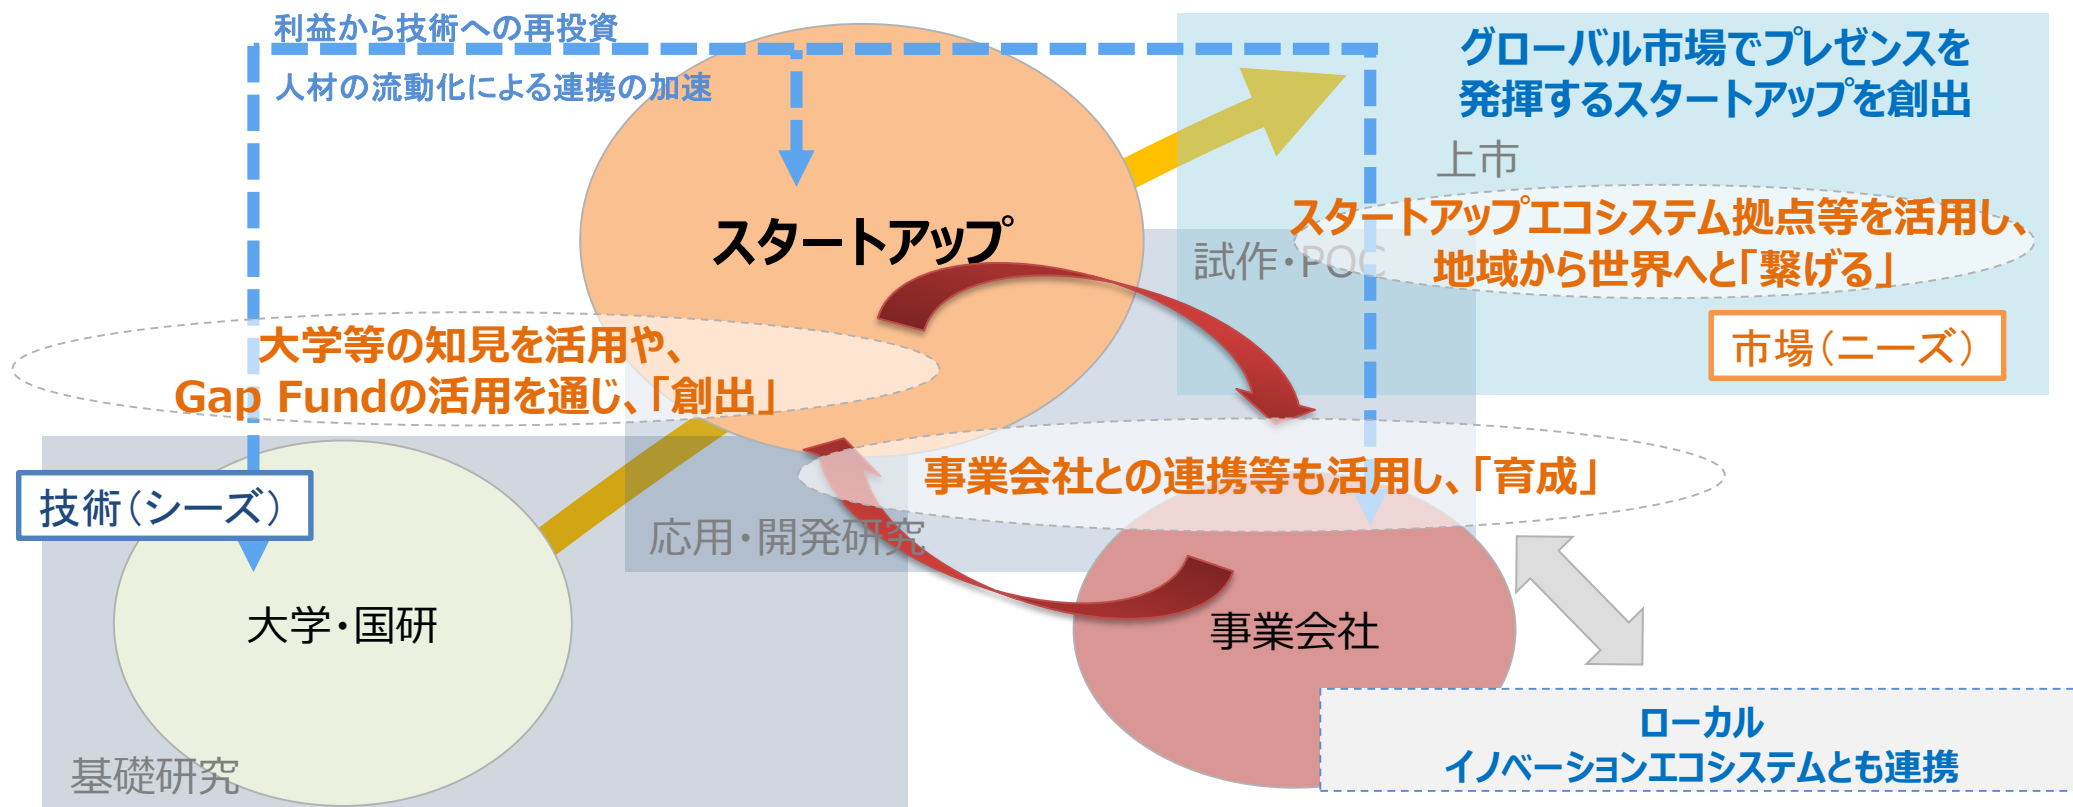 利益から技術への再投資
人材の流動化による連携の加速
グローバル市場でプレゼンスを
発揮するスタートアップを創出
上市
スタートアップエコシステム拠点等を活用し、
地域から世界へと「繋げる」
スタートアップ
試作・POC
市場(ニーズ)
大学等の知見を活用や、
Gap Fundの活用を通じ、「創出」
事業会社との連携等も活用し、「育成」
技術(シーズ)
応用・開発研究
大学・国研
事業会社
基礎研究
ローカル
イノベーションエコシステムとも連携